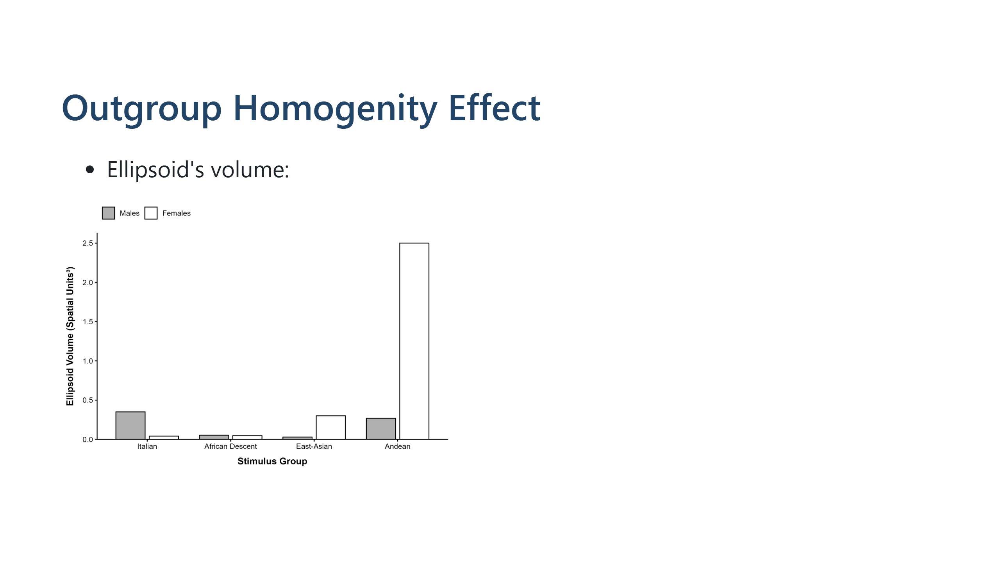 Outgroup Homogenity Effect
• Ellipsoid's volume:
Males Females
Ellipsoid Volume (Spatial Units³)
2.5
2.0
1.5
1.0
0.5
0.0
Italian African Descent East-Asian Andean
Stimulus Group